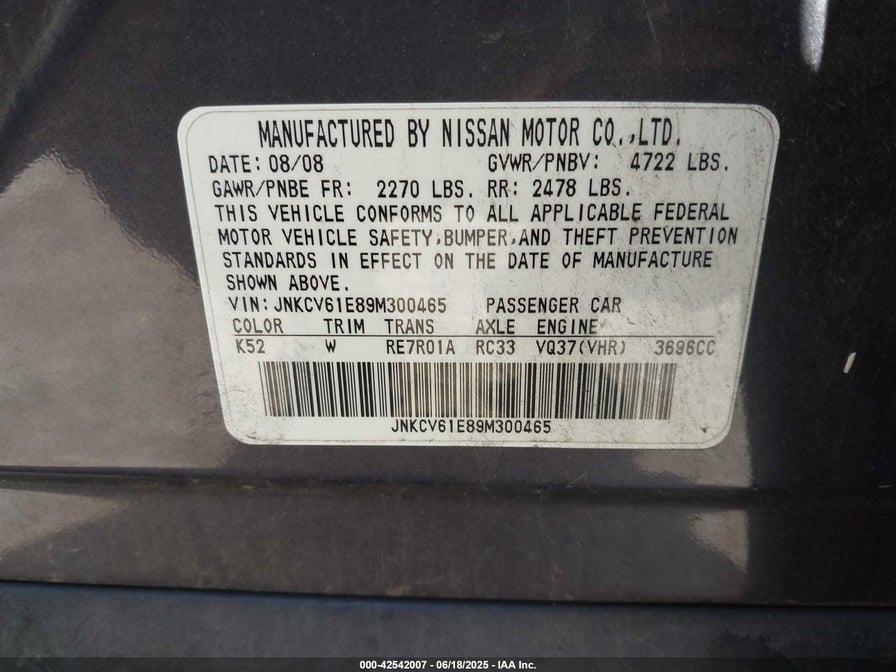 MANUFACTURED BY NISSAN MOTOR CO.,LTD.
DATE: 08/08 GVWR/PNBV: 4722 LBS.
GAWR/PNBE FR: 2270 LBS. RR: 2478 LBS.
THIS VEHICLE CONFORMS TO ALL APPLICABLE FEDERAL
MOTOR VEHICLE SAFETY,BUMPER,AND THEFT PREVENTION
STANDARDS IN EFFECT ON THE DATE OF MANUFACTURE
SHOWN ABOVE.
VIN: JNKCV61E89M300465 PASSENGER CAR
COLOR TRIM TRANS AXLE ENGINE
K52 W RE7R01A RC33 VQ37(VHR) 3696CC
JNKCV61E89M300465
000-42542007 - 06/18/2025 - IAA Inc.